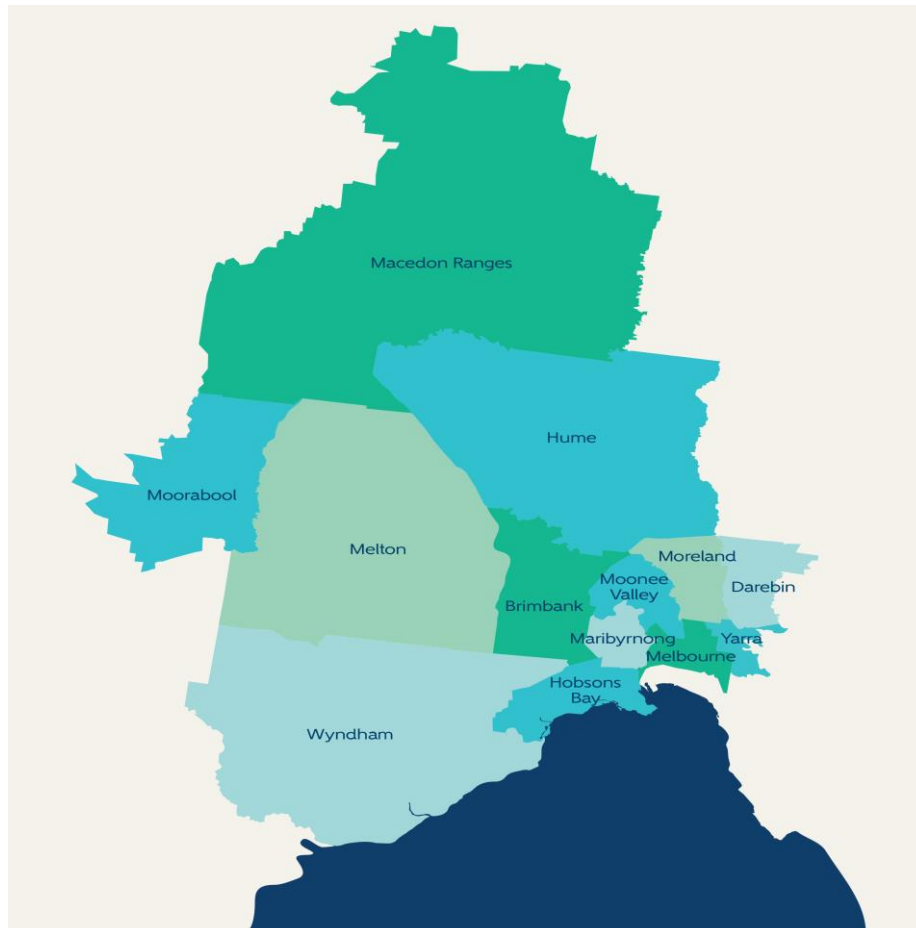 Macedon Ranges
Hume
Moorabool
Melton
Moreland
Moonee
Valley
Darebin
Brimbank
Maribyrnong
Yarra
Melbourne
Hobsons
Bay
Wyndham